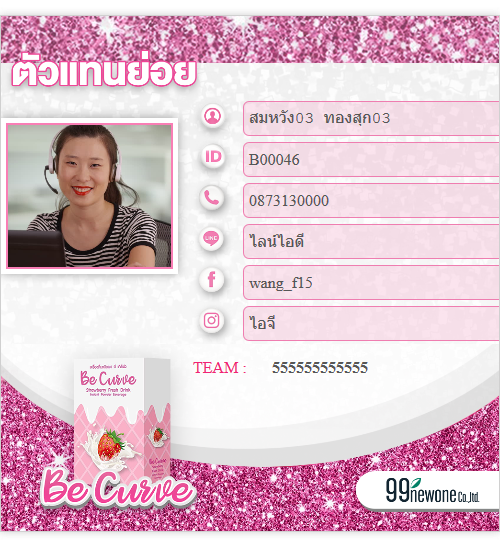 ตัวแทนย่อย
สมหวัง03 ทองสุก03
ID B00046
0873130000
LINE ไลน์ไอดี
f wang_f15
ไอจี
TEAM : 555555555555
Be Curve
Strawberry Fresh Drink
Be Curve
99newone Co.,ltd.